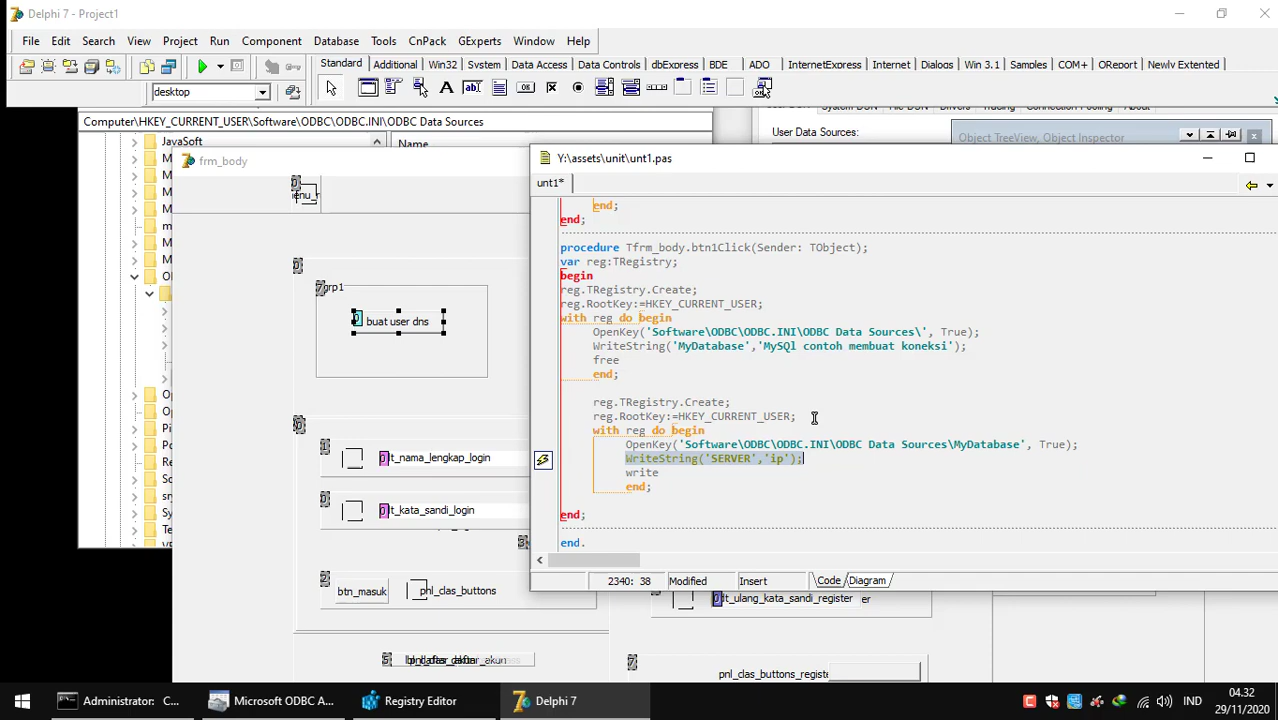 Delphi 7 - Project1
File Edit Search View Project Run Component Database Tools CnPack GExperts Window Help
Standard Additional Win32 System Data Access Data Controls dbExpress BDE ADO InternetExpress Internet Dialogs Win 3.1 Samples COM+ QReport Newly Extented
desktop
Computer\HKEY_CURRENT_USER\Software\ODBC\ODBC.INI\ODBC Data Sources
User Data Sources:
Object TreeView, Object Inspector
JavaSoft
Name
frm_body
Y:\assets\unit\unt1.pas
unt1*
end;
end;
procedure Tfrm_body.btn1Click(Sender: TObject);
var reg:TRegistry;
begin
reg.TRegistry.Create;
reg.RootKey:=HKEY_CURRENT_USER;
with reg do begin
OpenKey('Software\ODBC\ODBC.INI\ODBC Data Sources\', True);
WriteString('MyDatabase','MySQl contoh membuat koneksi');
free
end;
reg.TRegistry.Create;
reg.RootKey:=HKEY_CURRENT_USER;
with reg do begin
OpenKey('Software\ODBC\ODBC.INI\ODBC Data Sources\MyDatabase', True);
WriteString('SERVER','ip');
write
end;
end;
end.
2340: 38 Modified Insert Code Diagram
grp1
buat user dns
t_nama_lengkap_login
t_kata_sandi_login
btn_masuk pnl_clas_buttons
dt_ulang_kata_sandi_register
pnl_clas_buttons_registe
Administrator: C... Microsoft ODBC A... Registry Editor Delphi 7 IND 04.32
29/11/2020